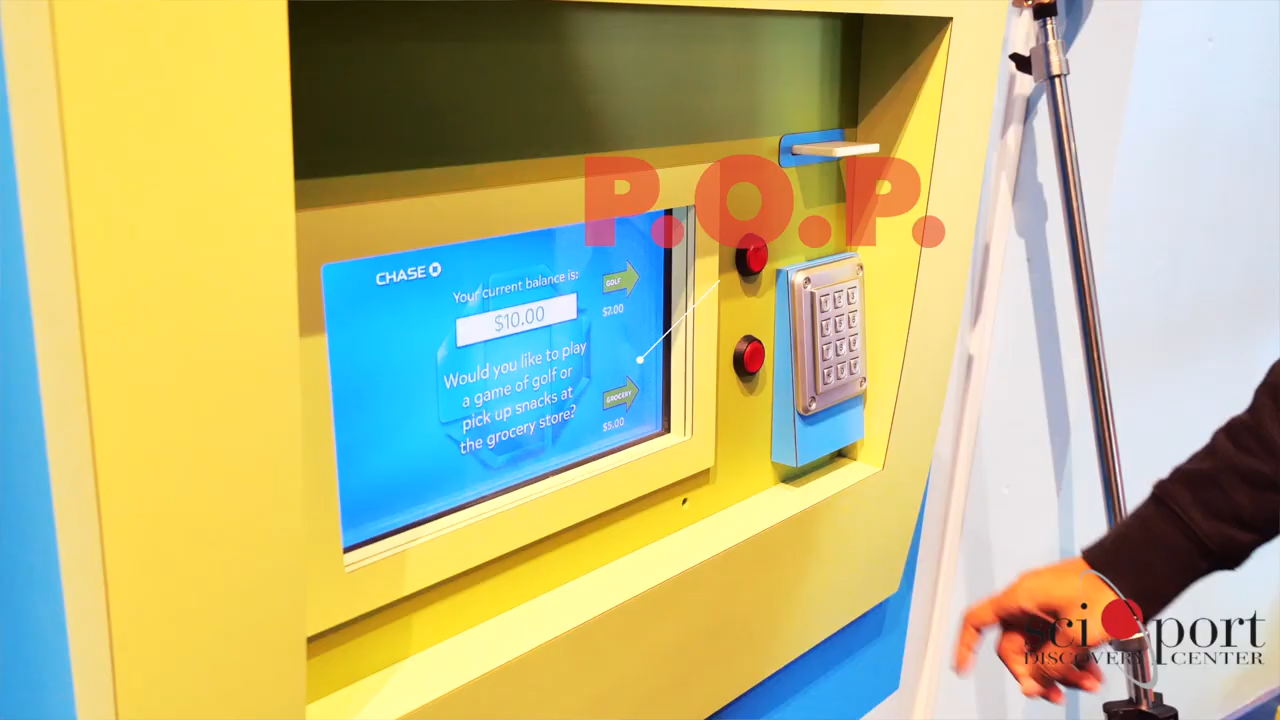 P.O.P.
CHASE
Your current balance is:
$10.00
Would you like to play
a game of golf or
pick up snacks at
the grocery store?
GOLF
$2.00
GROCERY
$5.00
sci port
DISCOVERY CENTER